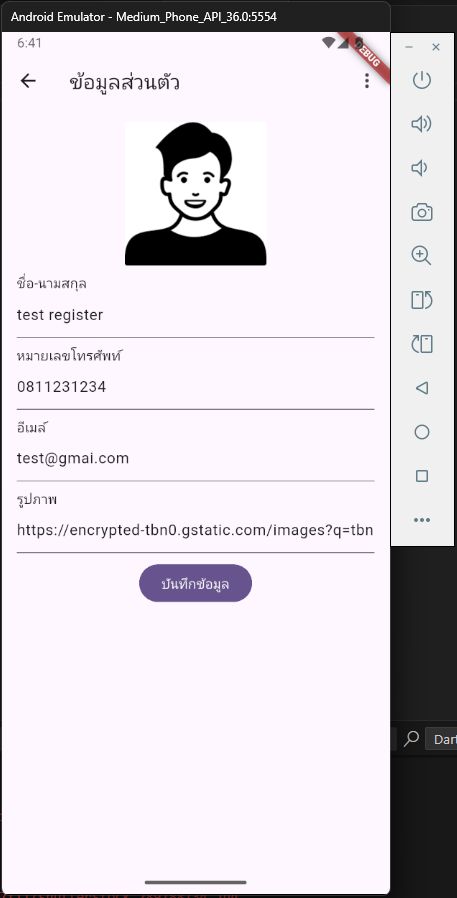 Android Emulator - Medium_Phone_API_36.0:5554
6:41
DEBUG
ข้อมูลส่วนตัว
ชื่อ-นามสกุล
test register
หมายเลขโทรศัพท์
0811231234
อีเมล์
test@gmai.com
รูปภาพ
https://encrypted-tbn0.gstatic.com/images?q=tbn
บันทึกข้อมูล
Dart